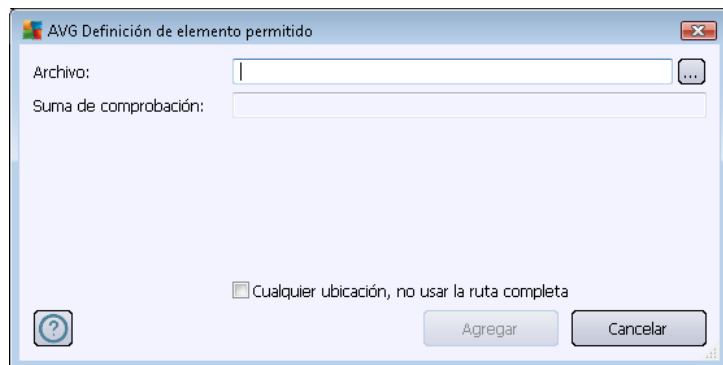 AVG Definición de elemento permitido
Archivo:
...
Suma de comprobación:
Cualquier ubicación, no usar la ruta completa
?
Agregar
Cancelar